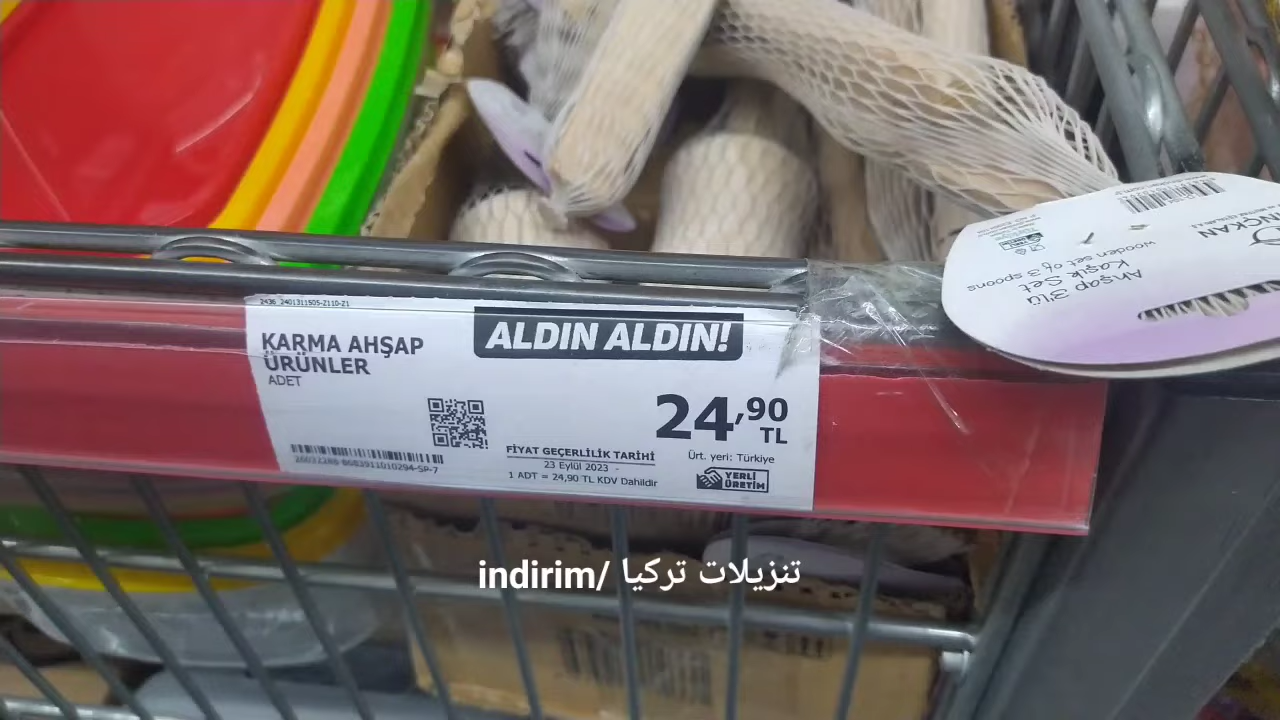 2436 2401311505-Z110-Z1
KARMA AHŞAP
ÜRÜNLER
ADET
ALDIN ALDIN!
24,90
TL
FİYAT GEÇERLİLİK TARİHİ
23 Eylül 2023 -
1 ADT = 24,90 TL KDV Dahildir
Ürt. yeri: Türkiye
YERLİ
ÜRETİM
NÇKAN
wooden set of 3 spoons
Ahşap 3'lü
Kaşık Set
indirim/ تنزيلات تركيا